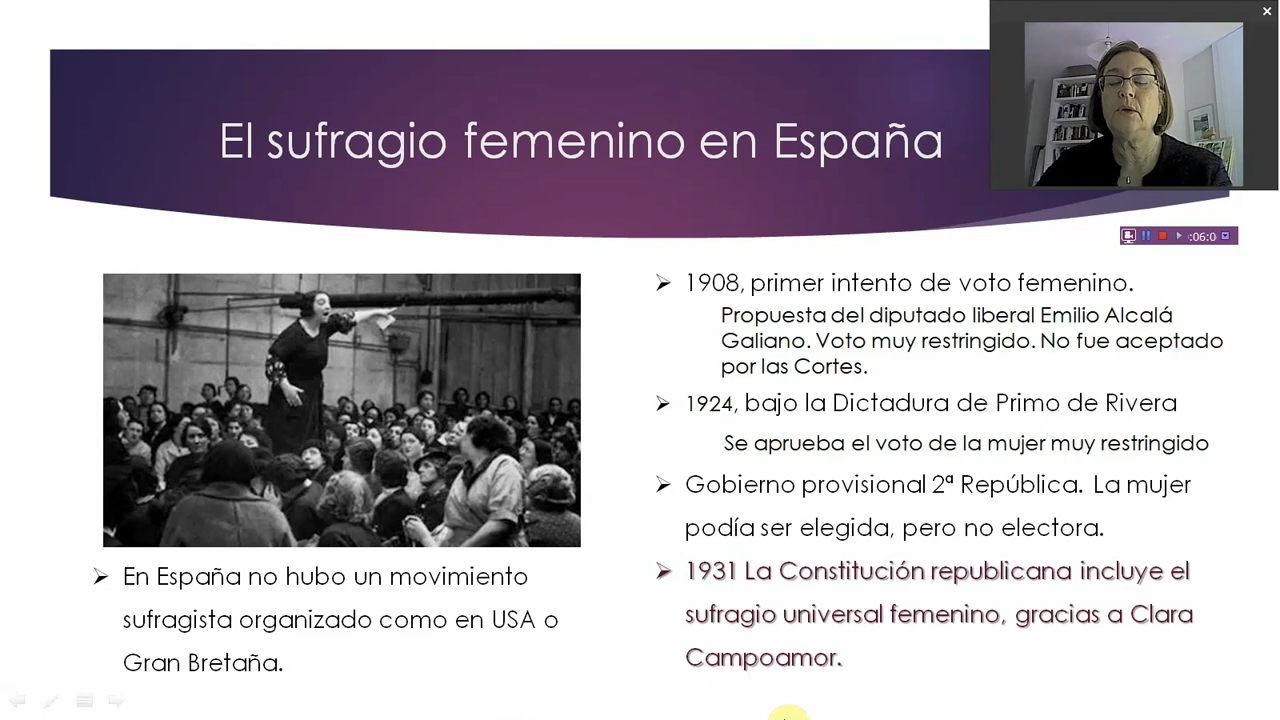 El sufragio femenino en España
:06:0
1908, primer intento de voto femenino.
Propuesta del diputado liberal Emilio Alcalá
Galiano. Voto muy restringido. No fue aceptado
por las Cortes.
1924, bajo la Dictadura de Primo de Rivera
Se aprueba el voto de la mujer muy restringido
Gobierno provisional 2ª República. La mujer
podía ser elegida, pero no electora.
1931 La Constitución republicana incluye el
sufragio universal femenino, gracias a Clara
Campoamor.
En España no hubo un movimiento
sufragista organizado como en USA o
Gran Bretaña.